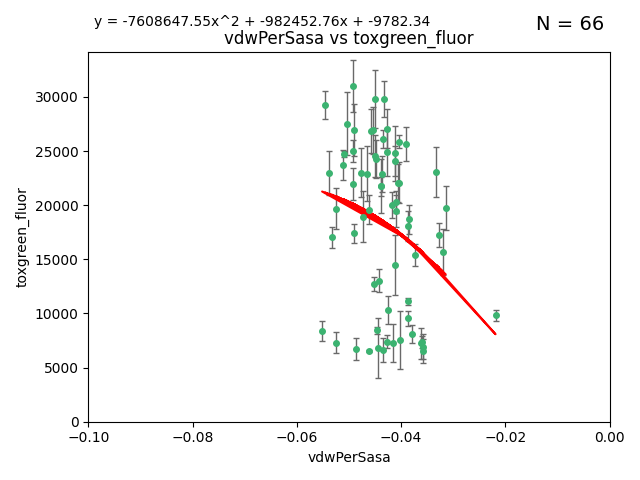 y = -7608647.55x^2 + -982452.76x + -9782.34
N = 66
vdwPerSasa vs toxgreen_fluor
30000
25000
20000
15000
10000
5000
0
toxgreen_fluor
−0.10 −0.08 −0.06 −0.04 −0.02 0.00
vdwPerSasa